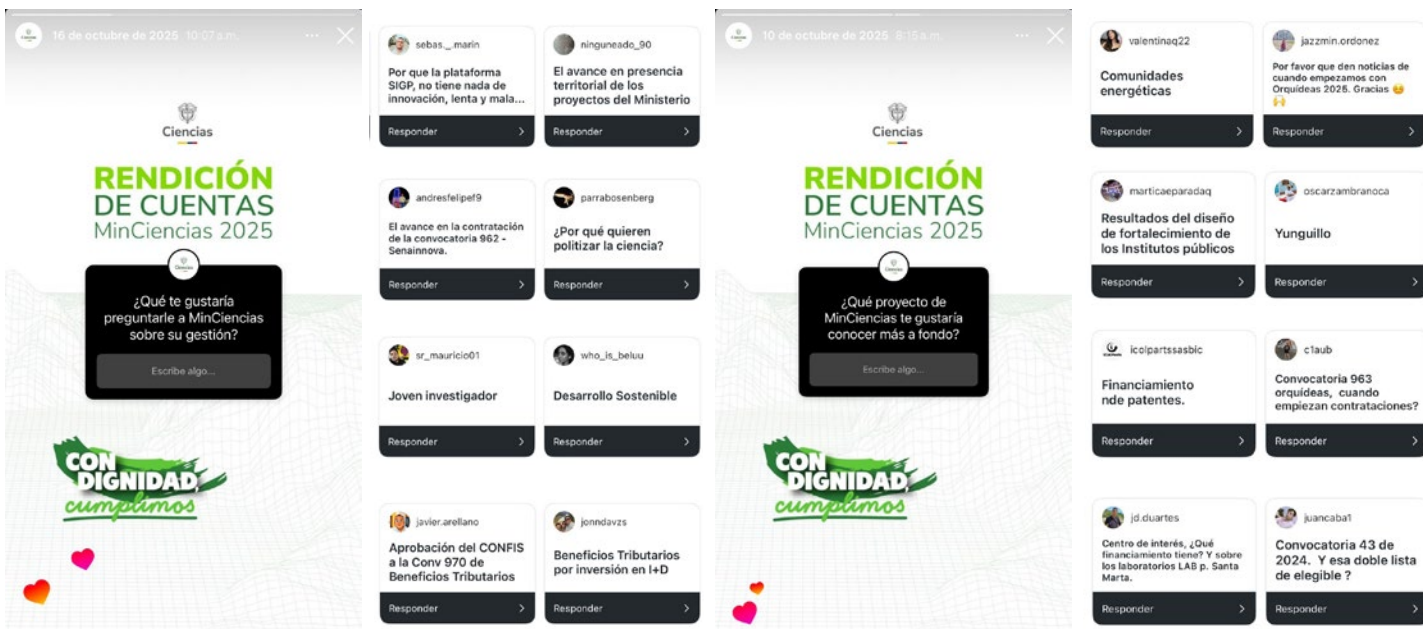 16 de octubre de 2025 10:07 a.m.
Ciencias
RENDICIÓN
DE CUENTAS
MinCiencias 2025
Ciencias
¿Qué te gustaría
preguntarle a MinCiencias
sobre su gestión?
Escribe algo...
CON
DIGNIDAD
cumplimos
sebas._.marin
Por que la plataforma
SIGP, no tiene nada de
innovación, lenta y mala...
Responder
ninguneado_90
El avance en presencia
territorial de los
proyectos del Ministerio
Responder
andresfelipef9
El avance en la contratación
de la convocatoria 962 -
Senainnova.
Responder
parrabosenberg
¿Por qué quieren
politizar la ciencia?
Responder
sr_mauricio01
Joven investigador
Responder
who_is_beluu
Desarrollo Sostenible
Responder
javier.arellano
Aprobación del CONFIS
a la Conv 970 de
Beneficios Tributarios
Responder
jonndavzs
Beneficios Tributarios
por inversión en I+D
Responder
10 de octubre de 2025 8:15 a.m.
Ciencias
RENDICIÓN
DE CUENTAS
MinCiencias 2025
Ciencias
¿Qué proyecto de
MinCiencias te gustaría
conocer más a fondo?
Escribe algo...
CON
DIGNIDAD
cumplimos
valentinaq22
Comunidades
energéticas
Responder
jazzmin.ordonez
Por favor que den noticias de
cuando empezamos con
Orquídeas 2025. Gracias 🥹
🙌
Responder
marticaeparadaq
Resultados del diseño
de fortalecimiento de
los Institutos públicos
Responder
oscarzambranoca
Yunguillo
Responder
icolpartssasbic
Financiamiento
nde patentes.
Responder
c1aub
Convocatoria 963
orquídeas, cuando
empiezan contrataciones?
Responder
jd.duartes
Centro de interés, ¿Qué
financiamiento tiene? Y sobre
los laboratorios LAB p. Santa
Marta.
Responder
juancaba1
Convocatoria 43 de
2024. Y esa doble lista
de elegible ?
Responder